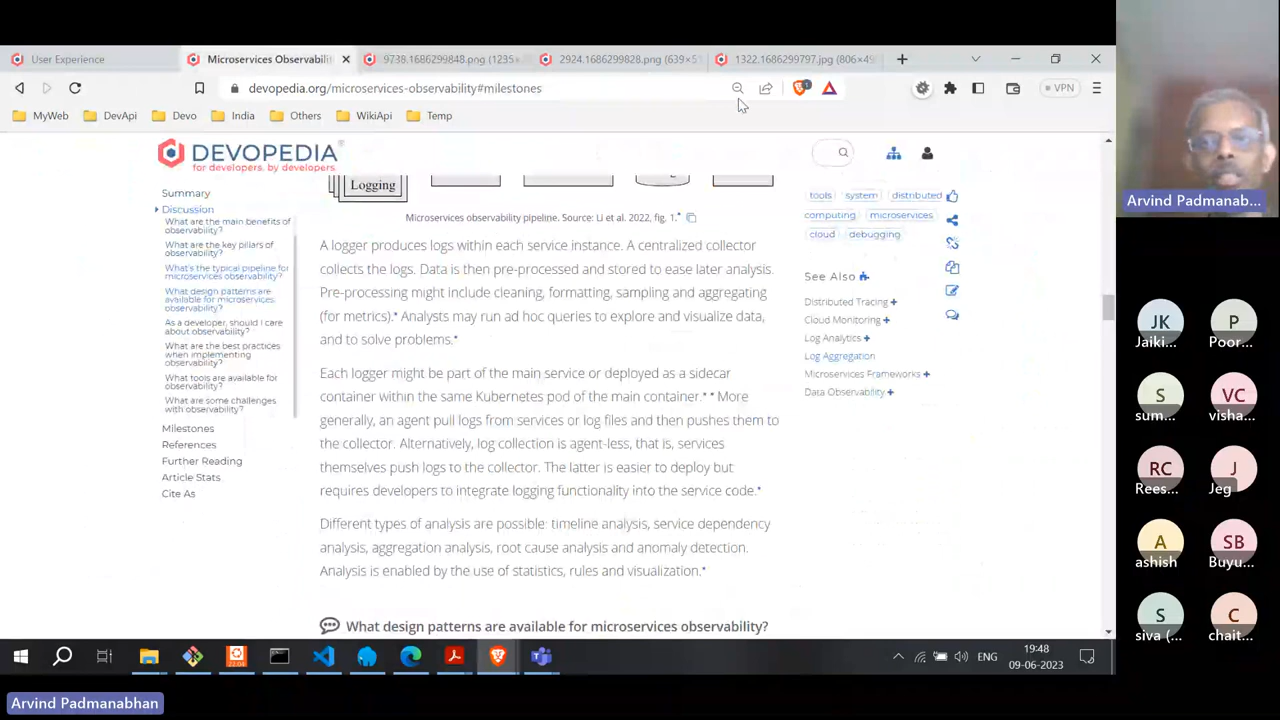 User Experience
Microservices Observabili
9738.1686299848.png (1235×
2924.1686299828.png (639×51
1322.1686299797.jpg (806×49
devopedia.org/microservices-observability#milestones
VPN
MyWeb
DevApi
Devo
India
Others
WikiApi
Temp
DEVOPEDIA
for developers, by developers.
Summary
Discussion
What are the main benefits of
observability?
What are the key pillars of
observability?
What's the typical pipeline for
microservices observability?
What design patterns are
available for microservices
observability?
As a developer, should I care
about observability?
What are the best practices
when implementing
observability?
What tools are available for
observability?
What are some challenges
with observability?
Milestones
References
Further Reading
Article Stats
Cite As
Logging
Microservices observability pipeline. Source: Li et al. 2022, fig. 1.*
A logger produces logs within each service instance. A centralized collector
collects the logs. Data is then pre-processed and stored to ease later analysis.
Pre-processing might include cleaning, formatting, sampling and aggregating
(for metrics).* Analysts may run ad hoc queries to explore and visualize data,
and to solve problems.*
Each logger might be part of the main service or deployed as a sidecar
container within the same Kubernetes pod of the main container.* * More
generally, an agent pull logs from services or log files and then pushes them to
the collector. Alternatively, log collection is agent-less, that is, services
themselves push logs to the collector. The latter is easier to deploy but
requires developers to integrate logging functionality into the service code.*
Different types of analysis are possible: timeline analysis, service dependency
analysis, aggregation analysis, root cause analysis and anomaly detection.
Analysis is enabled by the use of statistics, rules and visualization.*
What design patterns are available for microservices observability?
tools system distributed
computing microservices
cloud debugging
See Also
Distributed Tracing +
Cloud Monitoring +
Log Analytics +
Log Aggregation
Microservices Frameworks +
Data Observability +
22.04
ENG
19:48
09-06-2023
Arvind Padmanab...
JK
Jaiki...
P
Poor...
S
sum...
VC
visha...
RC
Rees...
J
Jeg
A
ashish
SB
Buyu...
S
siva (...
C
chait...
Arvind Padmanabhan